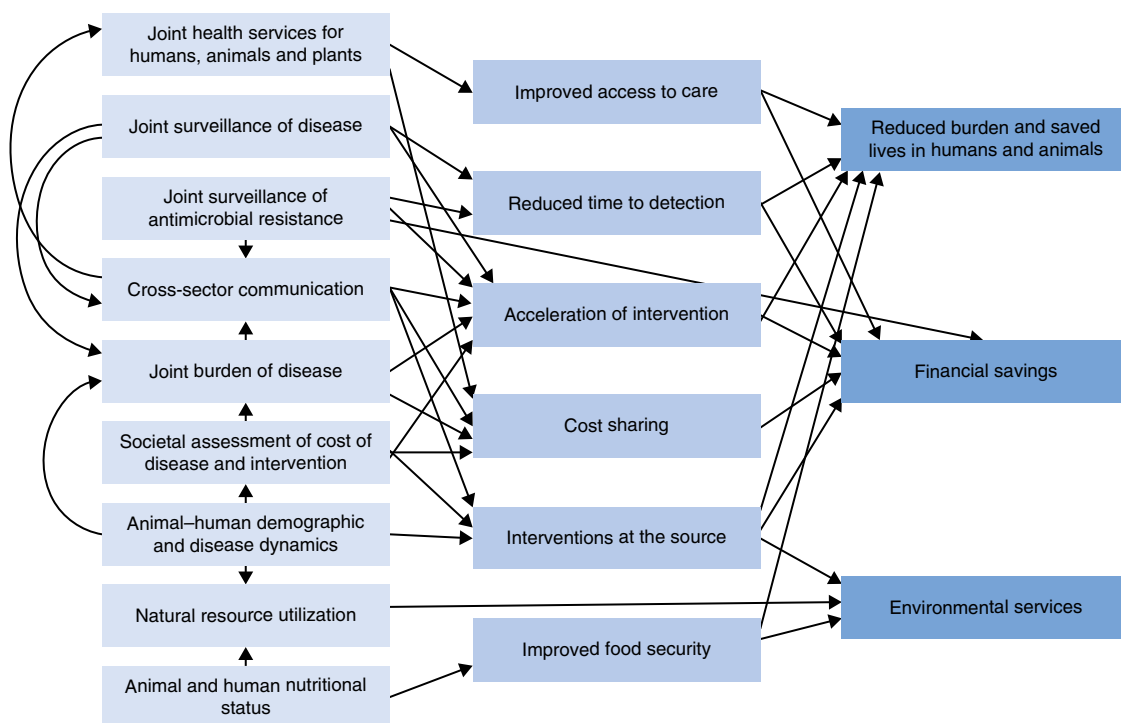 Joint health services for
humans, animals and plants
Joint surveillance of disease
Joint surveillance of
antimicrobial resistance
Cross-sector communication
Joint burden of disease
Societal assessment of cost of
disease and intervention
Animal–human demographic
and disease dynamics
Natural resource utilization
Animal and human nutritional
status
Improved access to care
Reduced time to detection
Acceleration of intervention
Cost sharing
Interventions at the source
Improved food security
Reduced burden and saved
lives in humans and animals
Financial savings
Environmental services